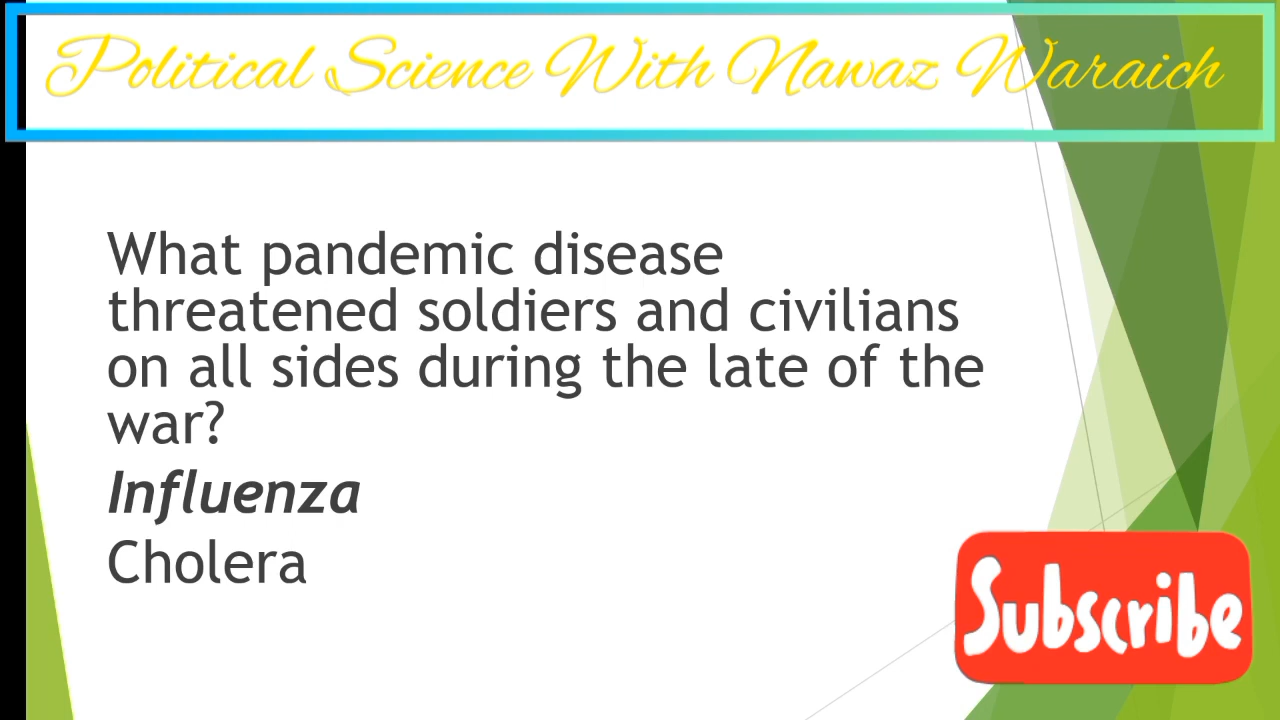 Political Science With Nawaz Waraich
What pandemic disease
threatened soldiers and civilians
on all sides during the late of the
war?
Influenza
Cholera
Subscribe